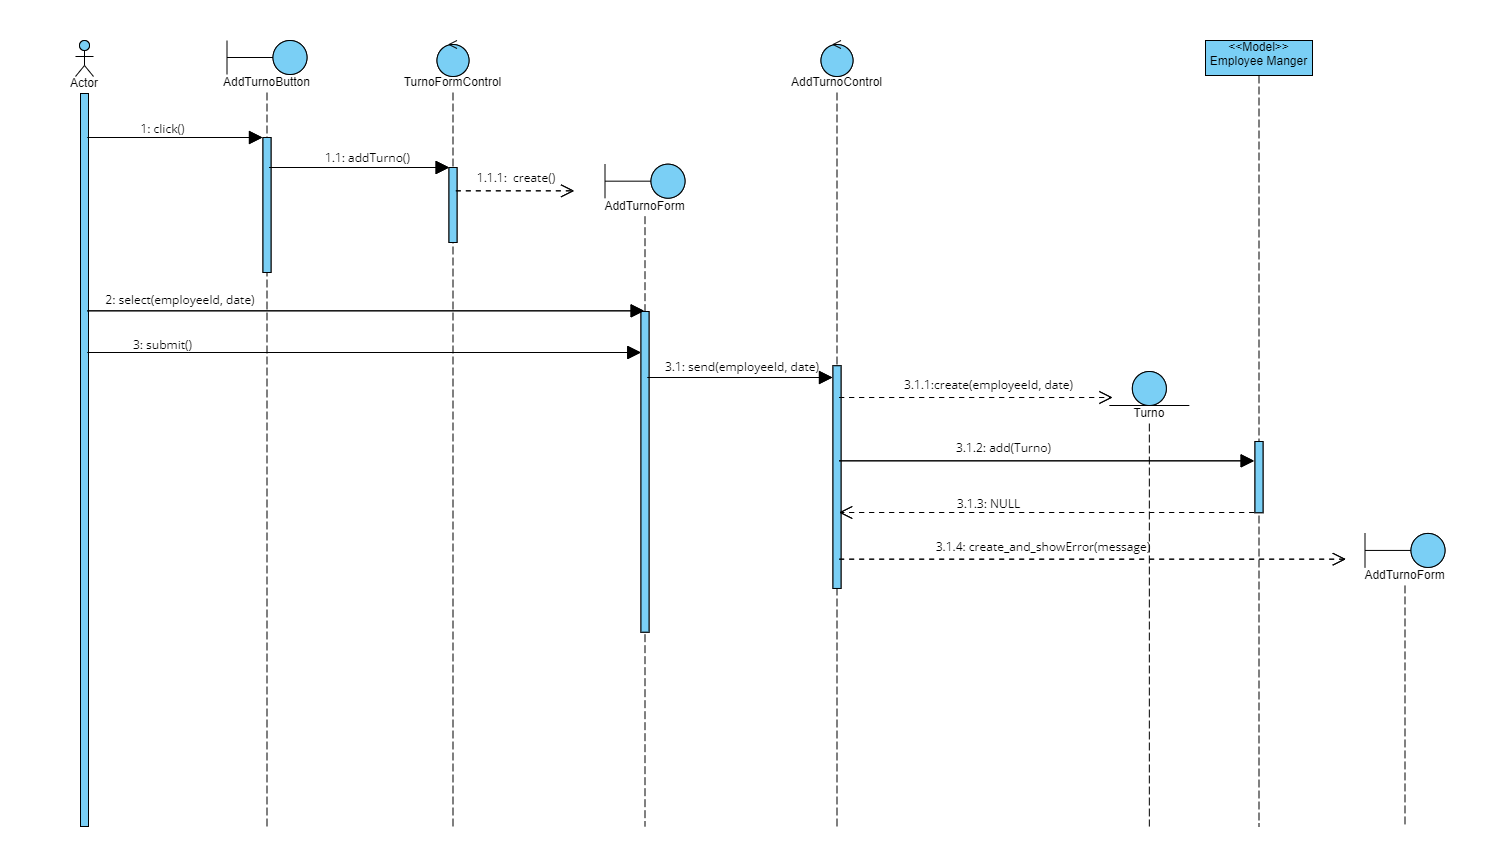 <<Model>>
Employee Manger
Actor
AddTurnoButton
TurnoFormControl
AddTurnoControl
1: click()
1.1: addTurno()
1.1.1:  create()
AddTurnoForm
2: select(employeeId, date)
3: submit()
3.1: send(employeeId, date)
3.1.1:create(employeeId, date)
Turno
3.1.2: add(Turno)
3.1.3: NULL
3.1.4: create_and_showError(message)
AddTurnoForm